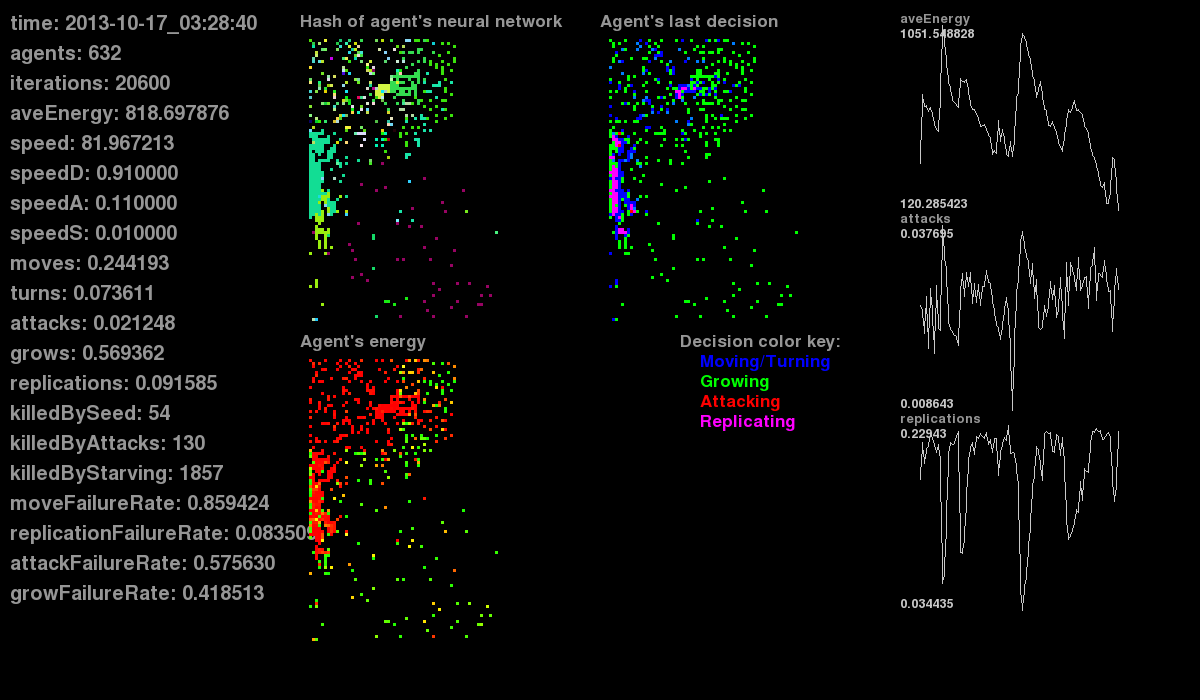 time: 2013-10-17_03:28:40
agents: 632
iterations: 20600
aveEnergy: 818.697876
speed: 81.967213
speedD: 0.910000
speedA: 0.110000
speedS: 0.010000
moves: 0.244193
turns: 0.073611
attacks: 0.021248
grows: 0.569362
replications: 0.091585
killedBySeed: 54
killedByAttacks: 130
killedByStarving: 1857
moveFailureRate: 0.859424
replicationFailureRate: 0.083509
attackFailureRate: 0.575630
growFailureRate: 0.418513
Hash of agent's neural network
Agent's last decision
Agent's energy
Decision color key:
Moving/Turning
Growing
Attacking
Replicating
aveEnergy
1051.548828
120.285423
attacks
0.037695
0.008643
replications
0.22943
0.034435